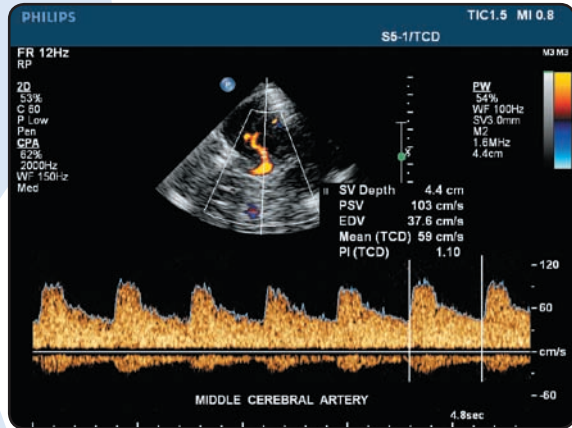 PHILIPS
TIC1.5 MI 0.8
S5-1/TCD
FR 12Hz
RP
M3 M3
2D
53%
C 60
P Low
Pen
CPA
62%
2000Hz
WF 150Hz
Med
P
PW
54%
WF 100Hz
SV3.0mm
M2
1.6MHz
4.4cm
SV Depth 4.4 cm
PSV 103 cm/s
EDV 37.6 cm/s
Mean (TCD) 59 cm/s
PI (TCD) 1.10
120
60
cm/s
-60
MIDDLE CEREBRAL ARTERY
4.8sec